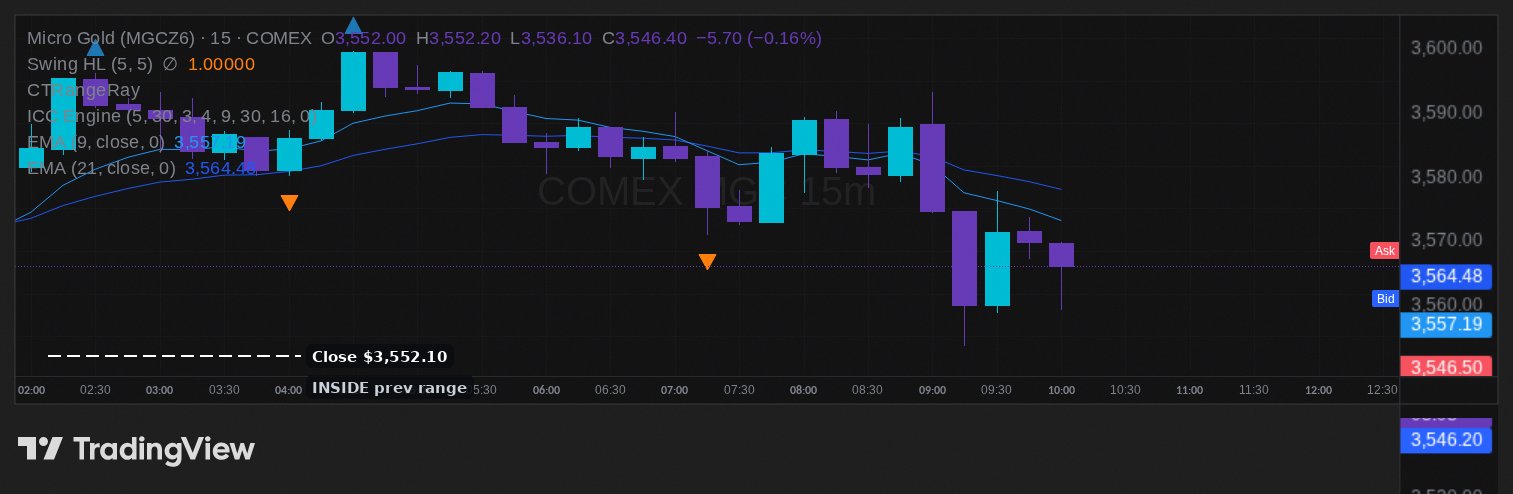 Micro Gold (MGCZ6) · 15 · COMEX O3,552.00 H3,552.20 L3,536.10 C3,546.40 −5.70 (−0.16%)
Swing HL (5, 5) ∅ 1.00000
CTRangeRay
ICC Engine (5, 30, 3, 4, 9, 30, 16, 0)
EMA (9, close, 0) 3,557.19
EMA (21, close, 0) 3,564.48
COMEX MGC 15m
3,600.00
3,590.00
3,580.00
3,570.00
Ask
3,564.48
Bid
3,560.00
3,557.19
3,546.50
Close $3,552.10
INSIDE prev range
02:00 02:30 03:00 03:30 04:00 5:30 06:00 06:30 07:00 07:30 08:00 08:30 09:00 09:30 10:00 10:30 11:00 11:30 12:00 12:30
3,546.20
TradingView